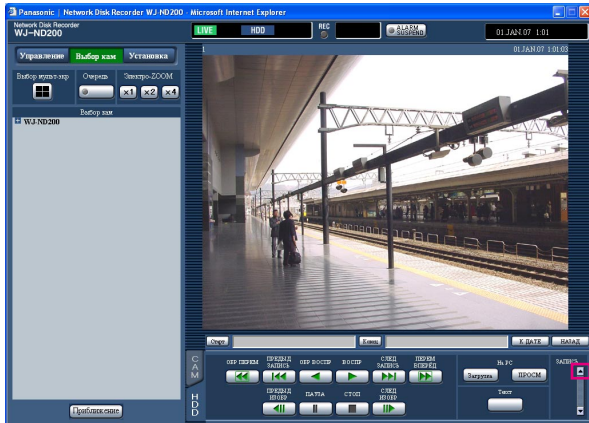 Panasonic | Network Disk Recorder WJ-ND200 - Microsoft Internet Explorer
Network Disk Recorder
WJ-ND200
LIVE HDD REC ALARM SUSPEND 01.JAN.07 1:01
Управление Выбор кам Установка
1 01.JAN.07 1:01:03
Выбор мульт-экр Очередь Электро-ZOOM
x1 x2 x4
Выбор кам
WJ-ND200
Старт Конец К ДАТЕ НАЗАД
CAM
ОБР ПЕРЕМ ПРЕДЫД ЗАПИСЬ ОБР ВОСПР ВОСПР СЛЕД ЗАПИСЬ ПЕРЕМ ВПЕРЁД На PC ЗАПИСЬ
Загрузка ПРОСМ
HDD
ПРЕДЫД ИЗОБР ПАУЗА СТОП СЛЕД ИЗОБР Текст
Приближение